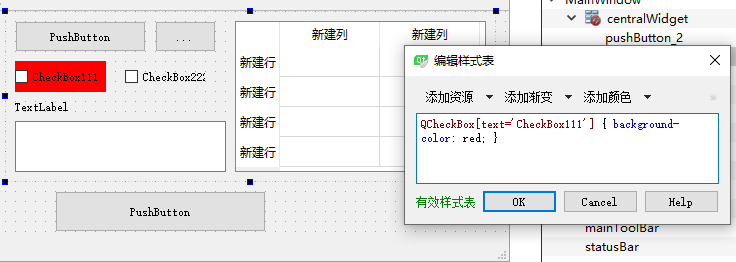 MainWindow
centralWidget
pushButton_2
PushButton
...
CheckBox111
CheckBox222
TextLabel
新建列
新建列
新建行
新建行
新建行
新建行
PushButton
编辑样式表
添加资源
添加渐变
添加颜色
»
QCheckBox[text='CheckBox111'] { background-
color: red; }
有效样式表
OK
Cancel
Help
mainToolBar
statusBar